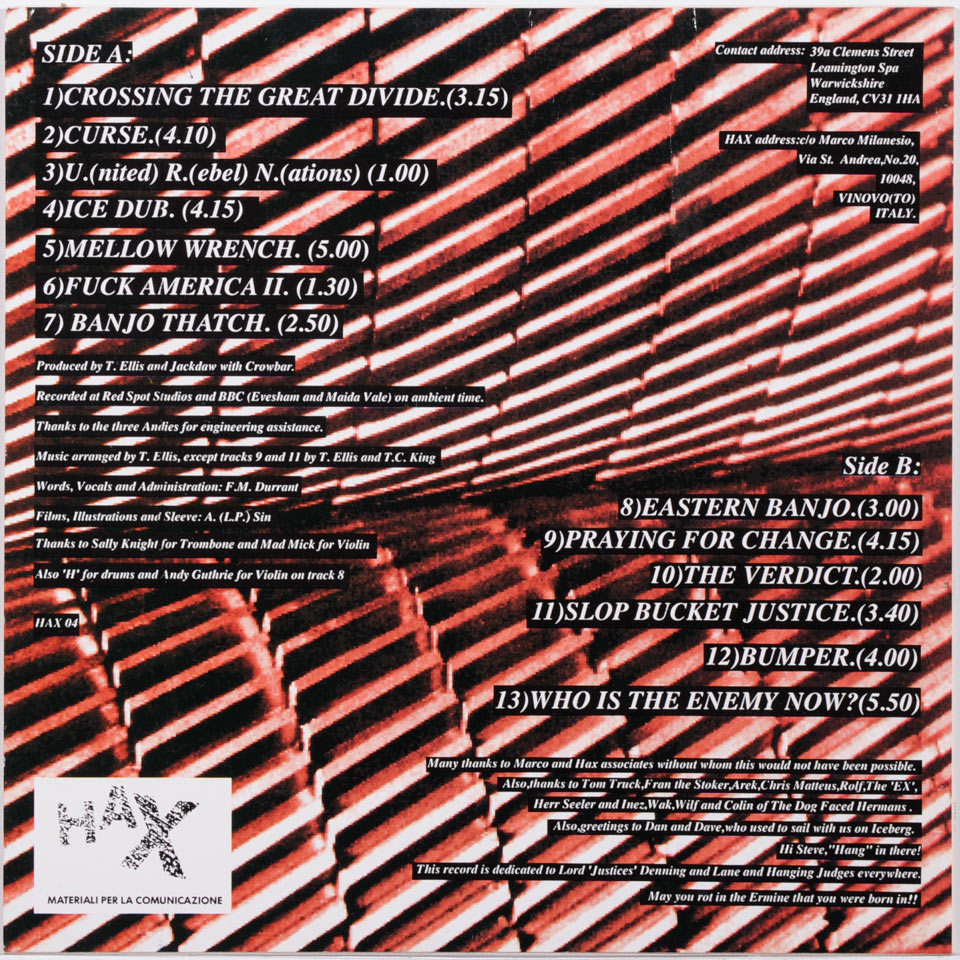 SIDE A:
1)CROSSING THE GREAT DIVIDE.(3.15)
2)CURSE.(4.10)
3)U.(nited) R.(ebel) N.(ations) (1.00)
4)ICE DUB. (4.15)
5)MELLOW WRENCH. (5.00)
6)FUCK AMERICA II. (1.30)
7) BANJO THATCH. (2.50)
Produced by T. Ellis and Jackdaw with Crowbar.
Recorded at Red Spot Studios and BBC (Evesham and Maida Vale) on ambient time.
Thanks to the three Andies for engineering assistance.
Music arranged by T. Ellis, except tracks 9 and 11 by T. Ellis and T.C. King
Words, Vocals and Administration: F.M. Durrant
Films, Illustrations and Sleeve: A. (L.P.) Sin
Thanks to Sally Knight for Trombone and Mad Mick for Violin
Also 'H' for drums and Andy Guthrie for Violin on track 8
HAX 04
HAX
MATERIALI PER LA COMUNICAZIONE
Contact address: 39a Clemens Street
Leamington Spa
Warwickshire
England, CV31 1HA
HAX address:c/o Marco Milanesio,
Via St. Andrea,No.20,
10048,
VINOVO(TO)
ITALY.
Side B:
8)EASTERN BANJO.(3.00)
9)PRAYING FOR CHANGE.(4.15)
10)THE VERDICT.(2.00)
11)SLOP BUCKET JUSTICE.(3.40)
12)BUMPER.(4.00)
13)WHO IS THE ENEMY NOW?(5.50)
Many thanks to Marco and Hax associates without whom this would not have been possible.
Also,thanks to Tom Truck,Fran the Stoker,Arek,Chris Matteus,Rolf,The 'EX',
Herr Seeler and Inez,Wak,Wilf and Colin of The Dog Faced Hermans .
Also,greetings to Dan and Dave,who used to sail with us on Iceberg.
Hi Steve,"Hang" in there!
This record is dedicated to Lord 'Justices' Denning and Lane and Hanging Judges everywhere.
May you rot in the Ermine that you were born in!!